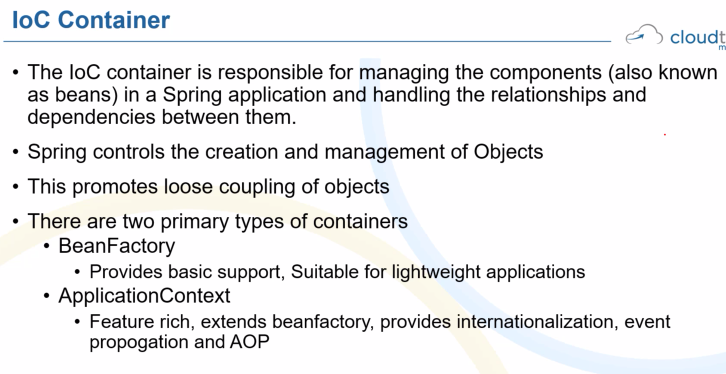 IoC Container
cloudt
m
• The IoC container is responsible for managing the components (also known
as beans) in a Spring application and handling the relationships and
dependencies between them.
• Spring controls the creation and management of Objects
• This promotes loose coupling of objects
• There are two primary types of containers
• BeanFactory
• Provides basic support, Suitable for lightweight applications
• ApplicationContext
• Feature rich, extends beanfactory, provides internationalization, event
propogation and AOP